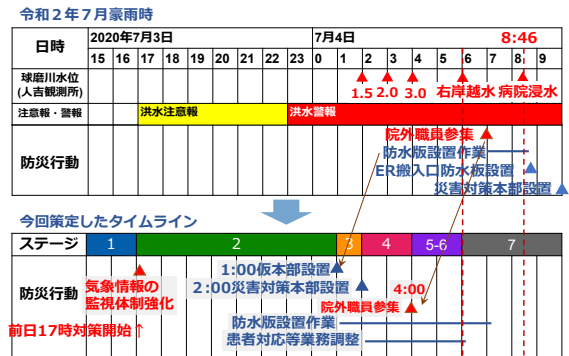 令和2年7月豪雨時
8:46
日時
2020年7月3日
7月4日
15 16 17 18 19 20 21 22 23 0 1 2 3 4 5 6 7 8 9
球磨川水位
(人吉観測所)
1.5 2.0 3.0 右岸越水 病院浸水
注意報・警報
洪水注意報
洪水警報
防災行動
院外職員参集
防水版設置作業
ER搬入口防水板設置
災害対策本部設置
今回策定したタイムライン
ステージ
1 2 3 4 5-6 7
防災行動
気象情報の
監視体制強化
1:00仮本部設置
2:00災害対策本部設置
4:00
院外職員参集
前日17時対策開始↑
防水版設置作業
患者対応等業務調整